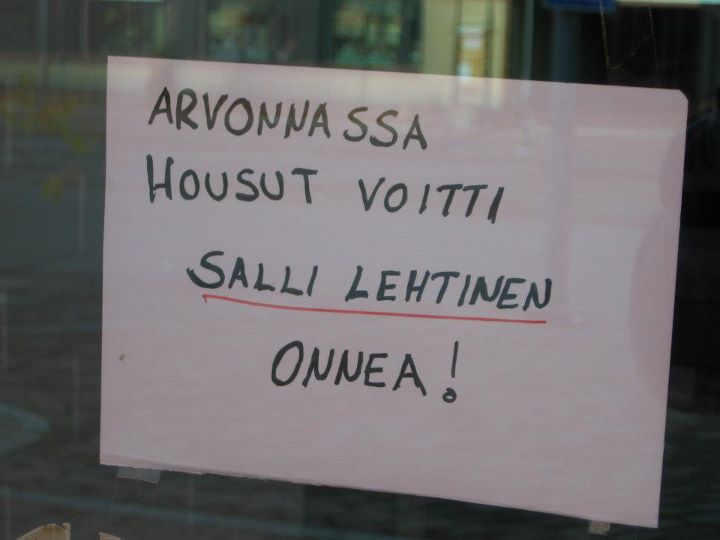 ARVONNASSA
HOUSUT VOITTI
SALLI LEHTINEN
ONNEA!